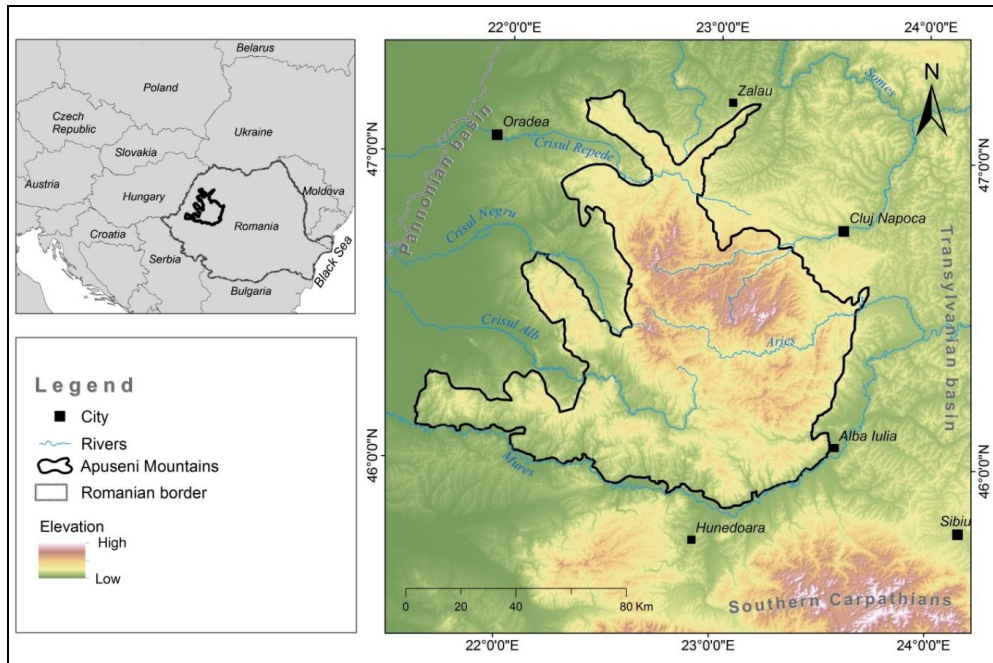 Belarus
Poland
Czech
Republic
Ukraine
Slovakia
Austria
Hungary
Moldova
Romania
Croatia
Serbia
Black Sea
Bulgaria
Legend
City
Rivers
Apuseni Mountains
Romanian border
Elevation
High
Low
22°0'0"E
23°0'0"E
24°0'0"E
N
Somes
Zalau
Oradea
47°0'0"N
47°0'0"N
Crisul Repede
Pannonian basin
Cluj Napoca
Crisul Negru
Transylvanian basin
Crisul Alb
Aries
46°0'0"N
46°0'0"N
Alba Iulia
Mures
Hunedoara
Sibiu
0 20 40 80 Km
Southern Carpathians
22°0'0"E
23°0'0"E
24°0'0"E